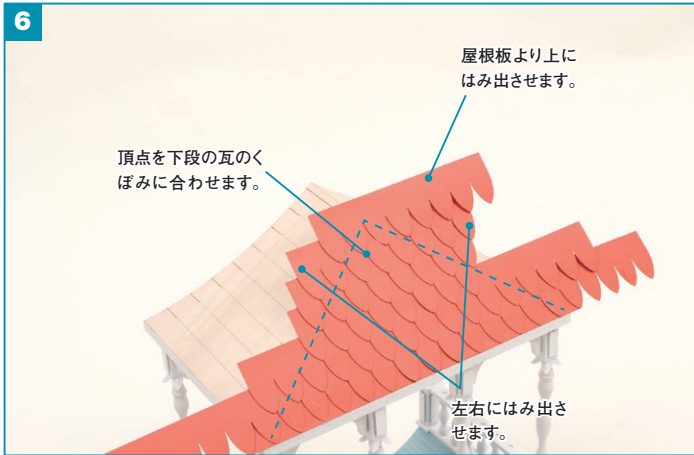 6
屋根板より上に
はみ出させます。
頂点を下段の瓦のく
ぼみに合わせます。
左右にはみ出さ
せます。